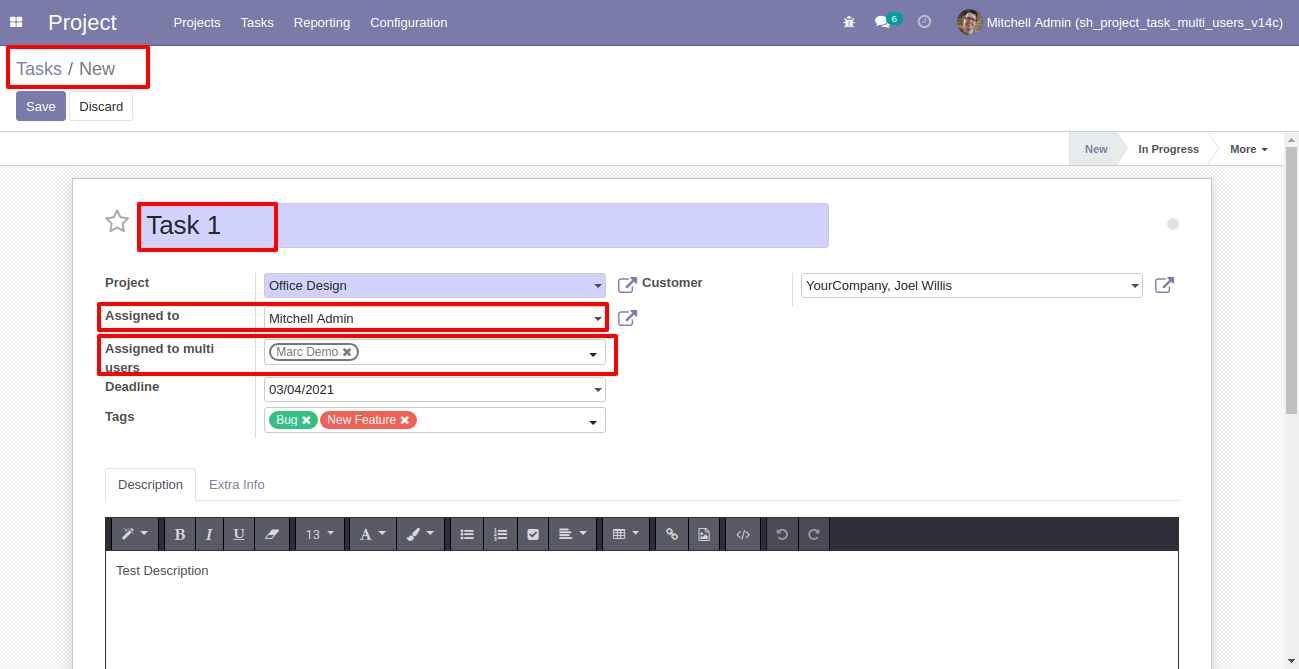 Project Projects Tasks Reporting Configuration 6 Mitchell Admin (sh_project_task_multi_users_v14c)
Tasks / New
Save Discard
New In Progress More
Task 1
Project Office Design Customer YourCompany, Joel Willis
Assigned to Mitchell Admin
Assigned to multi users Marc Demo
Deadline 03/04/2021
Tags Bug New Feature
Description Extra Info
B I U 13 A </>
Test Description